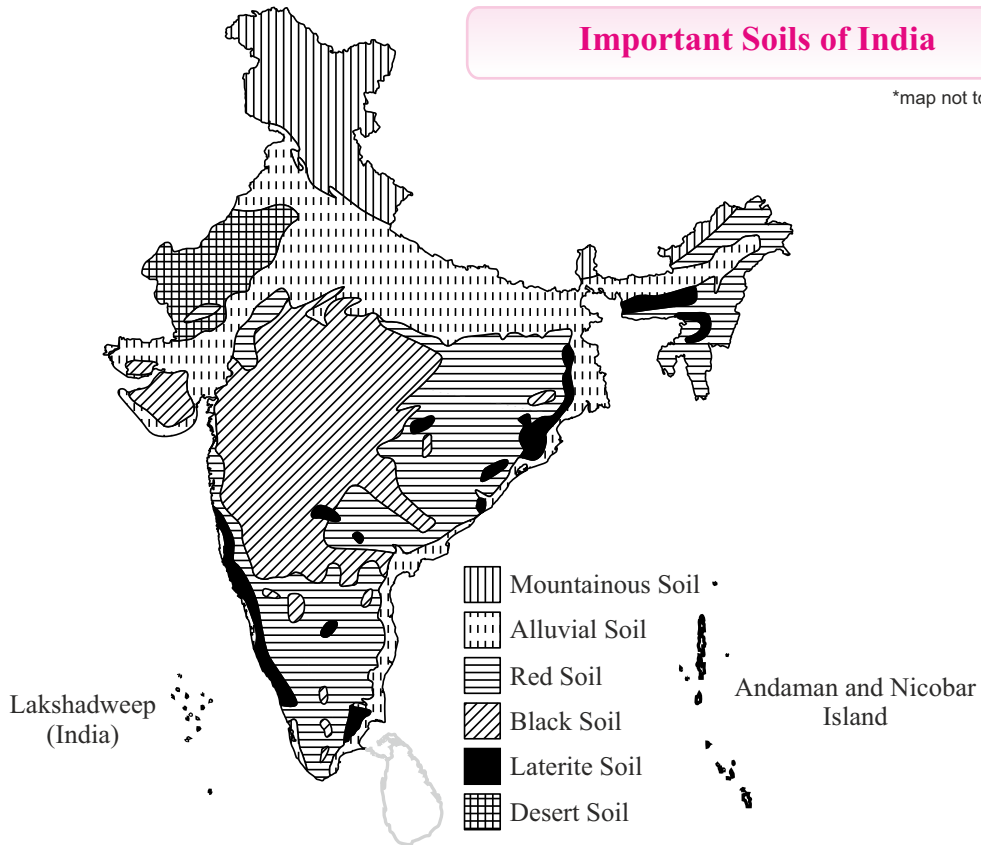 Important Soils of India
*map not to
Mountainous Soil
Alluvial Soil
Red Soil
Black Soil
Laterite Soil
Desert Soil
Lakshadweep
(India)
Andaman and Nicobar
Island